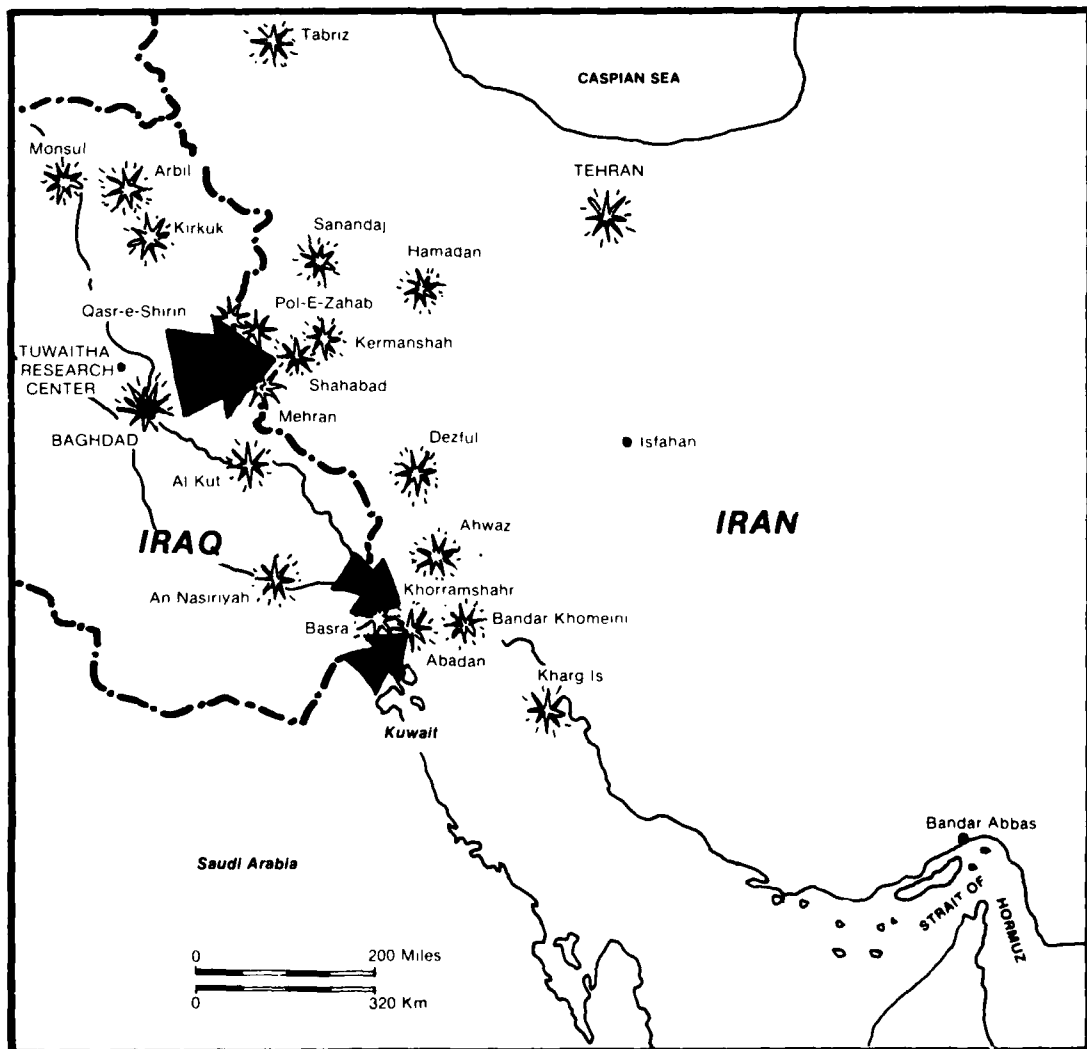 Tabriz
CASPIAN SEA
Monsul
Arbil
TEHRAN
Kirkuk
Sanandaj
Hamadan
Qasr-e-Shirin
Pol-E-Zahab
Kermanshah
TUWAITHA
RESEARCH
CENTER
Shahabad
Mehran
BAGHDAD
Dezful
Isfahan
Al Kut
IRAQ
IRAN
Ahwaz
An Nasiriyah
Khorramshahr
Basra
Bandar Khomeini
Abadan
Kharg Is
Kuwait
Bandar Abbas
Saudi Arabia
STRAIT OF
HORMUZ
0 200 Miles
0 320 Km